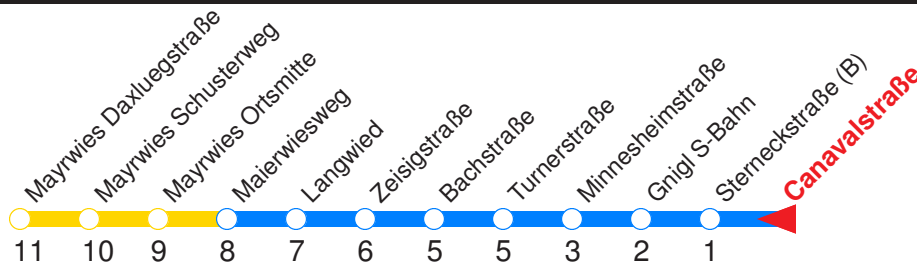 Mayrwies Daxluegstraße
Mayrwies Schusterweg
Mayrwies Ortsmitte
Maierwiesweg
Langwied
Zeisigstraße
Bachstraße
Turnerstraße
Minnesheimstraße
Gnigl S-Bahn
Sterneckstraße (B)
Canavalstraße
11 10 9 8 7 6 5 5 3 2 1